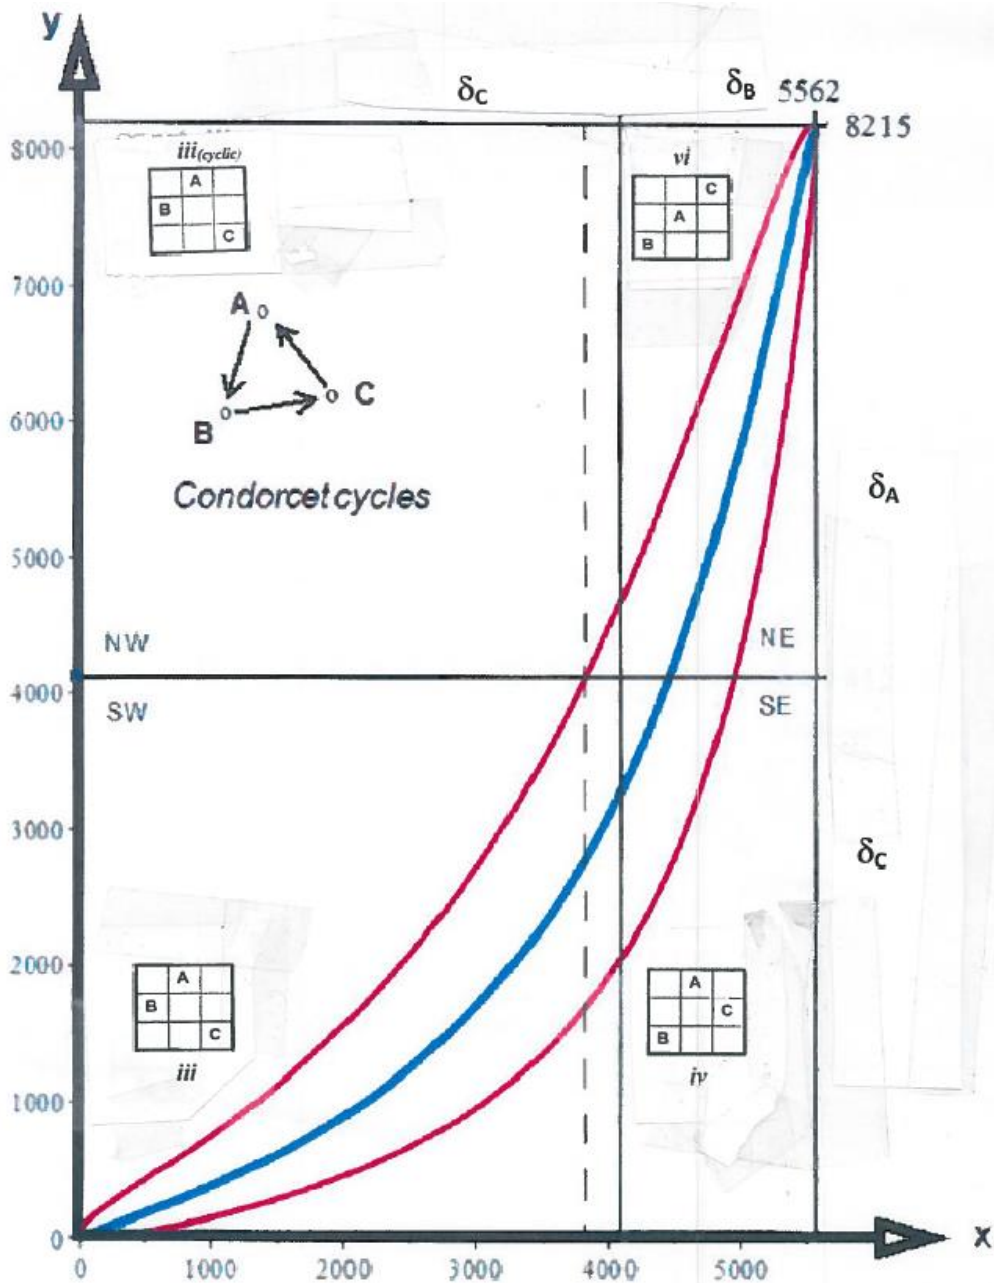 y
δC
δB
5562
8215
8000
iii(cyclic)
A
B
C
vi
C
A
B
7000
A
C
B
6000
Condorcet cycles
δA
5000
NW
NE
4000
SW
SE
3000
δC
2000
A
B
C
iii
A
C
B
iv
1000
0
x
0
1000
2000
3000
4000
5000